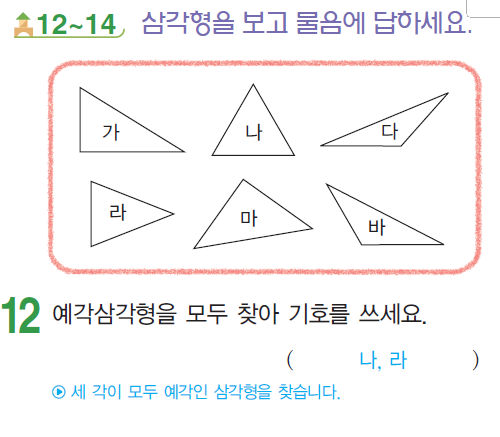 12~14 삼각형을 보고 물음에 답하세요.
가 나 다
라 마 바
12 예각삼각형을 모두 찾아 기호를 쓰세요.
( 나, 라 )
세 각이 모두 예각인 삼각형을 찾습니다.